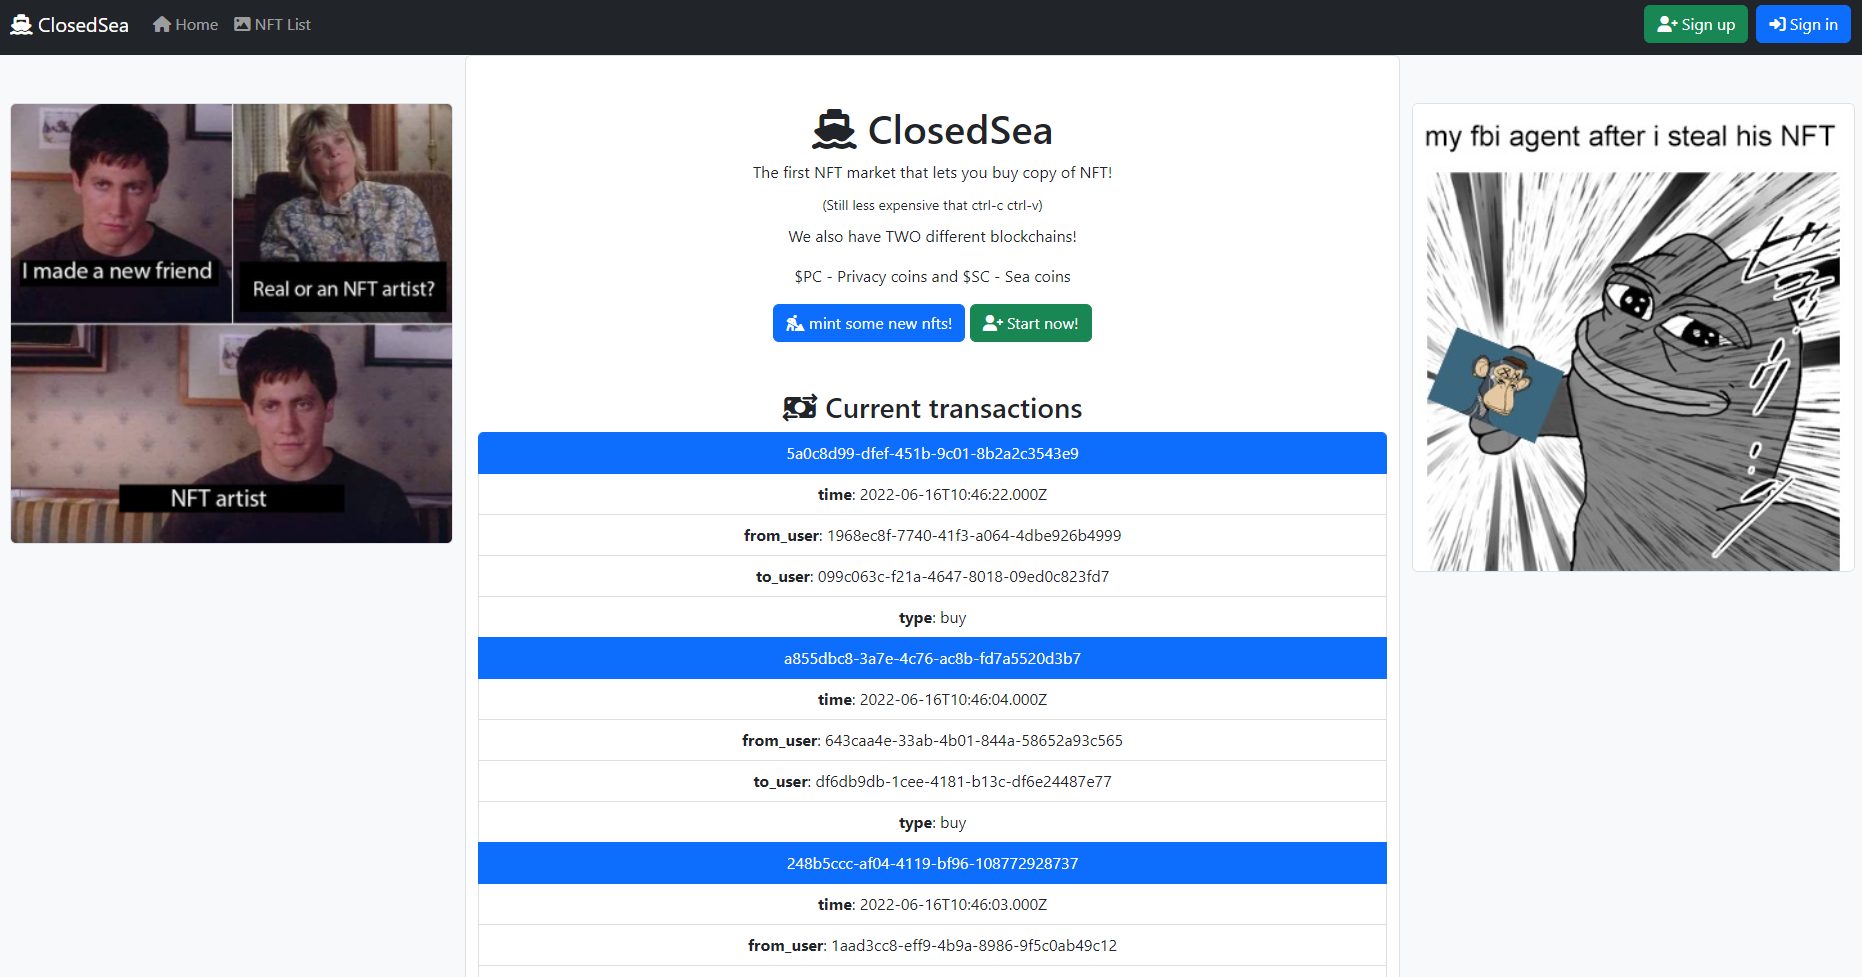 ClosedSea Home NFT List Sign up Sign in
I made a new friend
Real or an NFT artist?
NFT artist
ClosedSea
The first NFT market that lets you buy copy of NFT!
(Still less expensive that ctrl-c ctrl-v)
We also have TWO different blockchains!
$PC - Privacy coins and $SC - Sea coins
mint some new nfts! Start now!
Current transactions
5a0c8d99-dfef-451b-9c01-8b2a2c3543e9
time: 2022-06-16T10:46:22.000Z
from_user: 1968ec8f-7740-41f3-a064-4dbe926b4999
to_user: 099c063c-f21a-4647-8018-09ed0c823fd7
type: buy
a855dbc8-3a7e-4c76-ac8b-fd7a5520d3b7
time: 2022-06-16T10:46:04.000Z
from_user: 643caa4e-33ab-4b01-844a-58652a93c565
to_user: df6db9db-1cee-4181-b13c-df6e24487e77
type: buy
248b5ccc-af04-4119-bf96-108772928737
time: 2022-06-16T10:46:03.000Z
from_user: 1aad3cc8-eff9-4b9a-8986-9f5c0ab49c12
my fbi agent after i steal his NFT